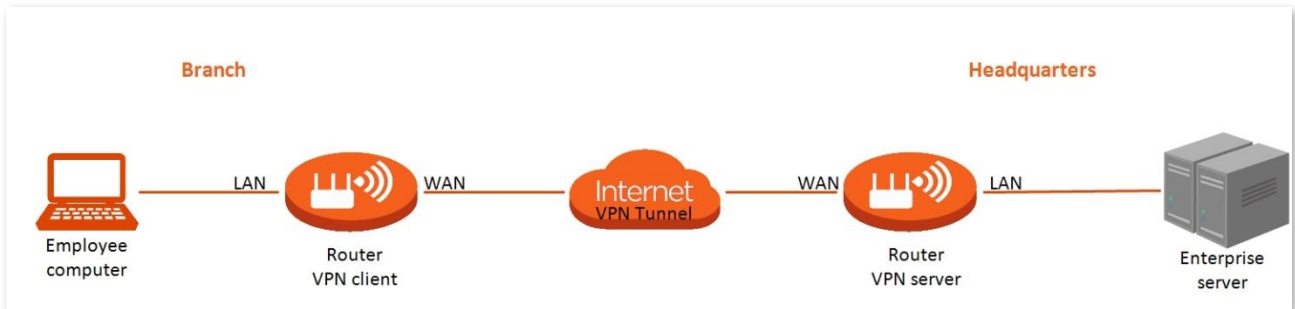 Branch
Headquarters
LAN
WAN
Internet
VPN Tunnel
WAN
LAN
Employee
computer
Router
VPN client
Router
VPN server
Enterprise
server